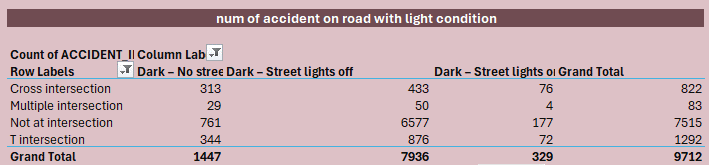 num of accident on road with light condition
Count of ACCIDENT_I Column Lab
Row Labels Dark – No stree Dark – Street lights off Dark – Street lights o Grand Total
Cross intersection 313 433 76 822
Multiple intersection 29 50 4 83
Not at intersection 761 6577 177 7515
T intersection 344 876 72 1292
Grand Total 1447 7936 329 9712